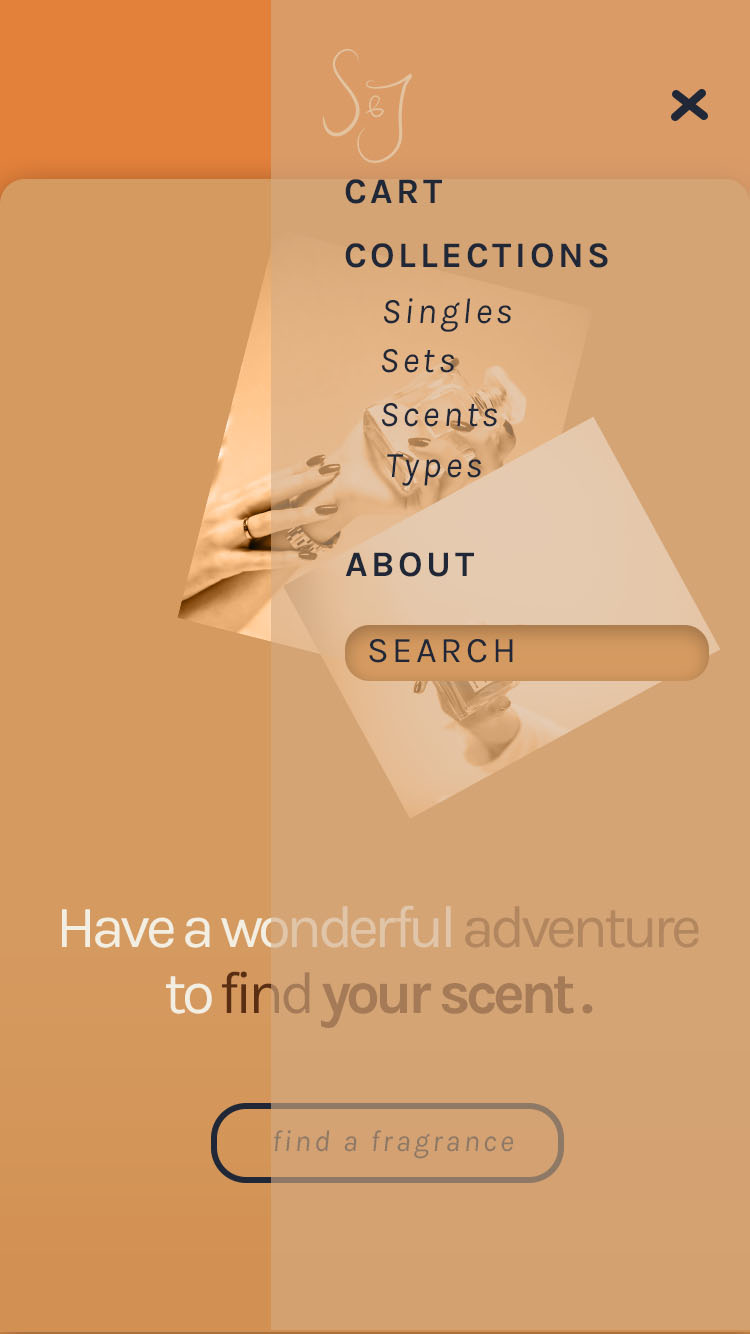 S&J
CART
COLLECTIONS
Singles
Sets
Scents
Types
ABOUT
SEARCH
Have a wonderful adventure
to find your scent.
find a fragrance